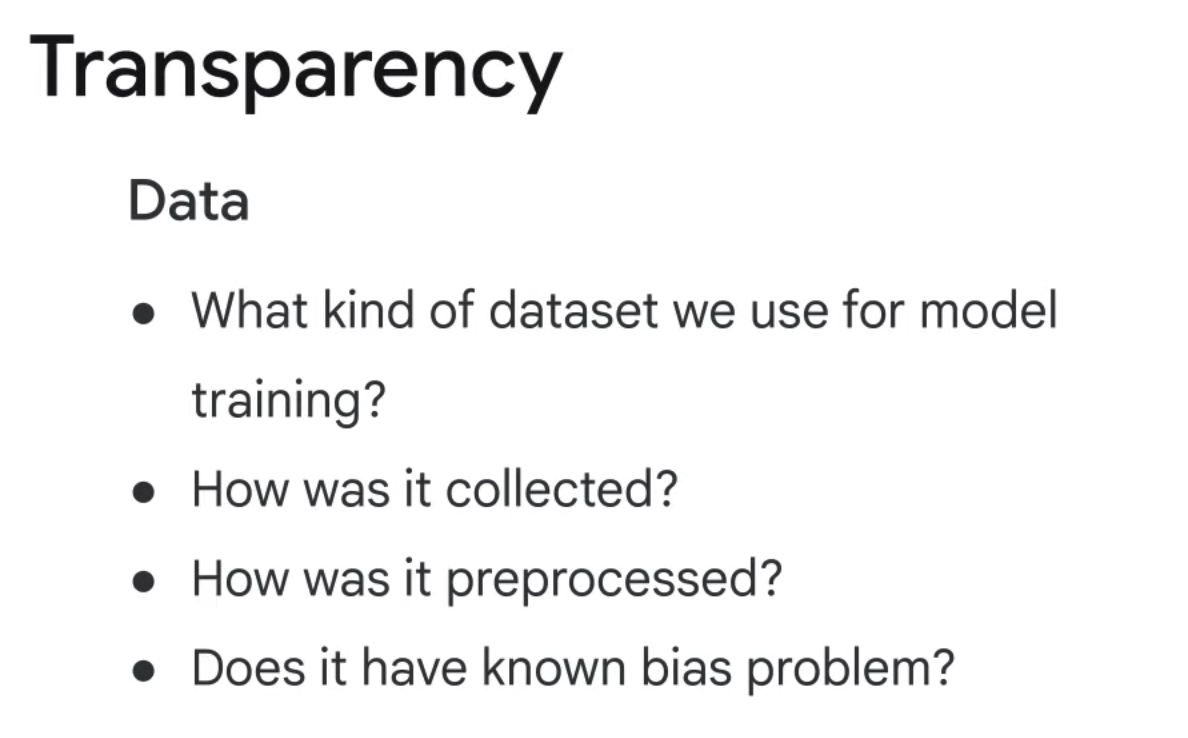 Transparency
Data
● What kind of dataset we use for model
training?
● How was it collected?
● How was it preprocessed?
● Does it have known bias problem?